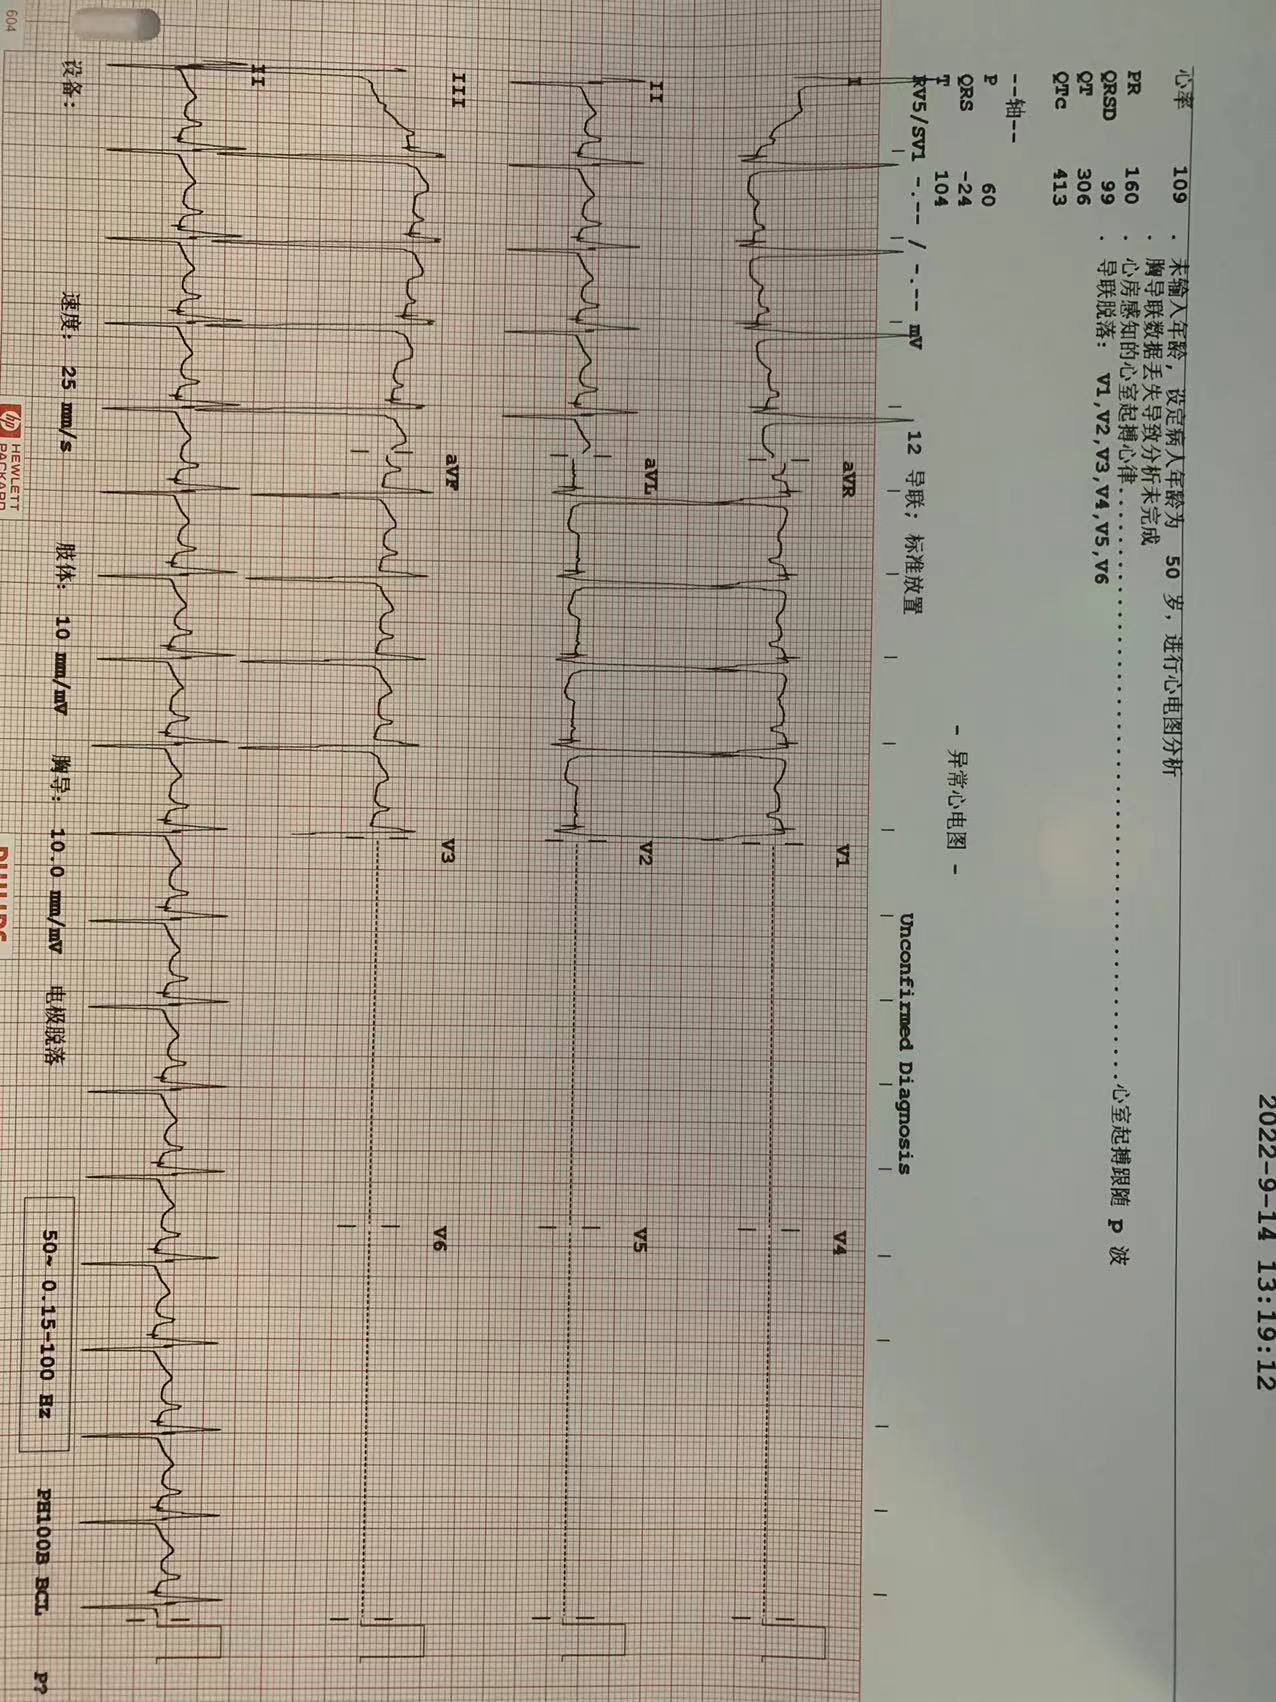 2022-9-14 13:19:12
心率 109 . 未输入年龄，设定病人年龄为 50 岁，进行心电图分析
. 胸导联数据丢失导致分析未完成
PR 160 . 心房感知的心室起搏心律..............................心室起搏跟随 p 波
QRSD 99 . 导联脱落: V1,V2,V3,V4,V5,V6
QT 306
QTc 413
--轴--
P 60
QRS -24
T 104
- 异常心电图 -
RV5/SV1 -.-- / -.-- mV 12 导联; 标准放置 Unconfirmed Diagnosis
I aVR V1 V4
II aVL V2 V5
III aVF V3 V6
II
设备: 速度: 25 mm/s 肢体: 10 mm/mV 胸导: 10.0 mm/mV 电极脱落 50~ 0.15-100 Hz PH100B BCL P?
604 HEWLETT
PACKARD
PHILIPS